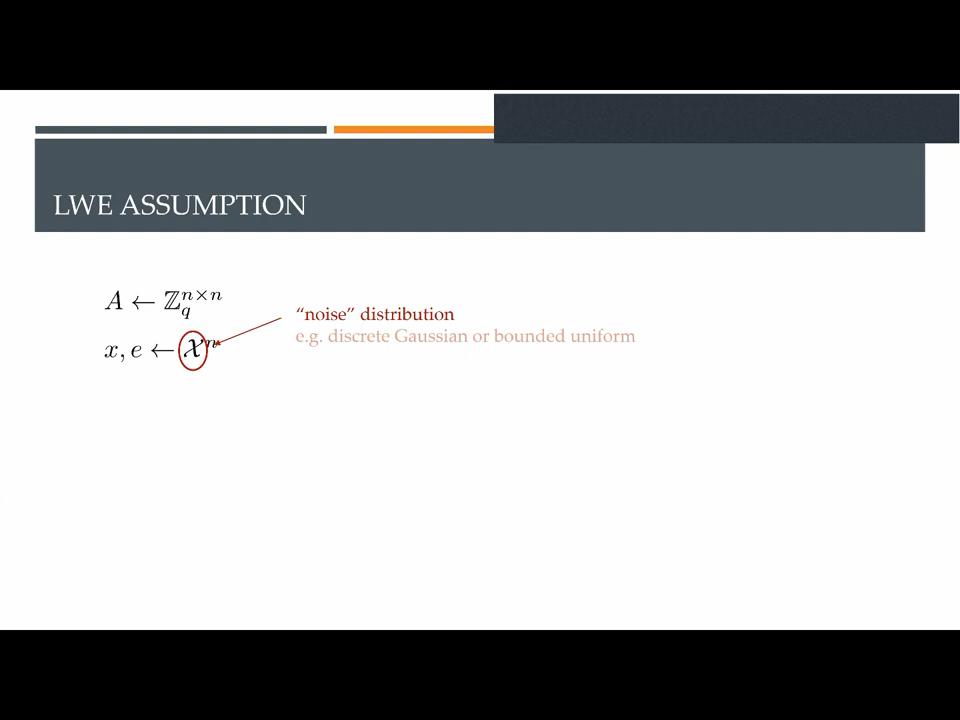 LWE ASSUMPTION
A ← ℤ_q^{n×n}
“noise” distribution
e.g. discrete Gaussian or bounded uniform
x, e ← 𝒳^n